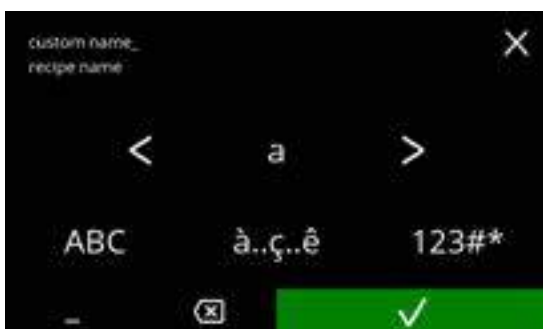 custom name_
recipe name
< a >
ABC à..ç..ê 123#*
_